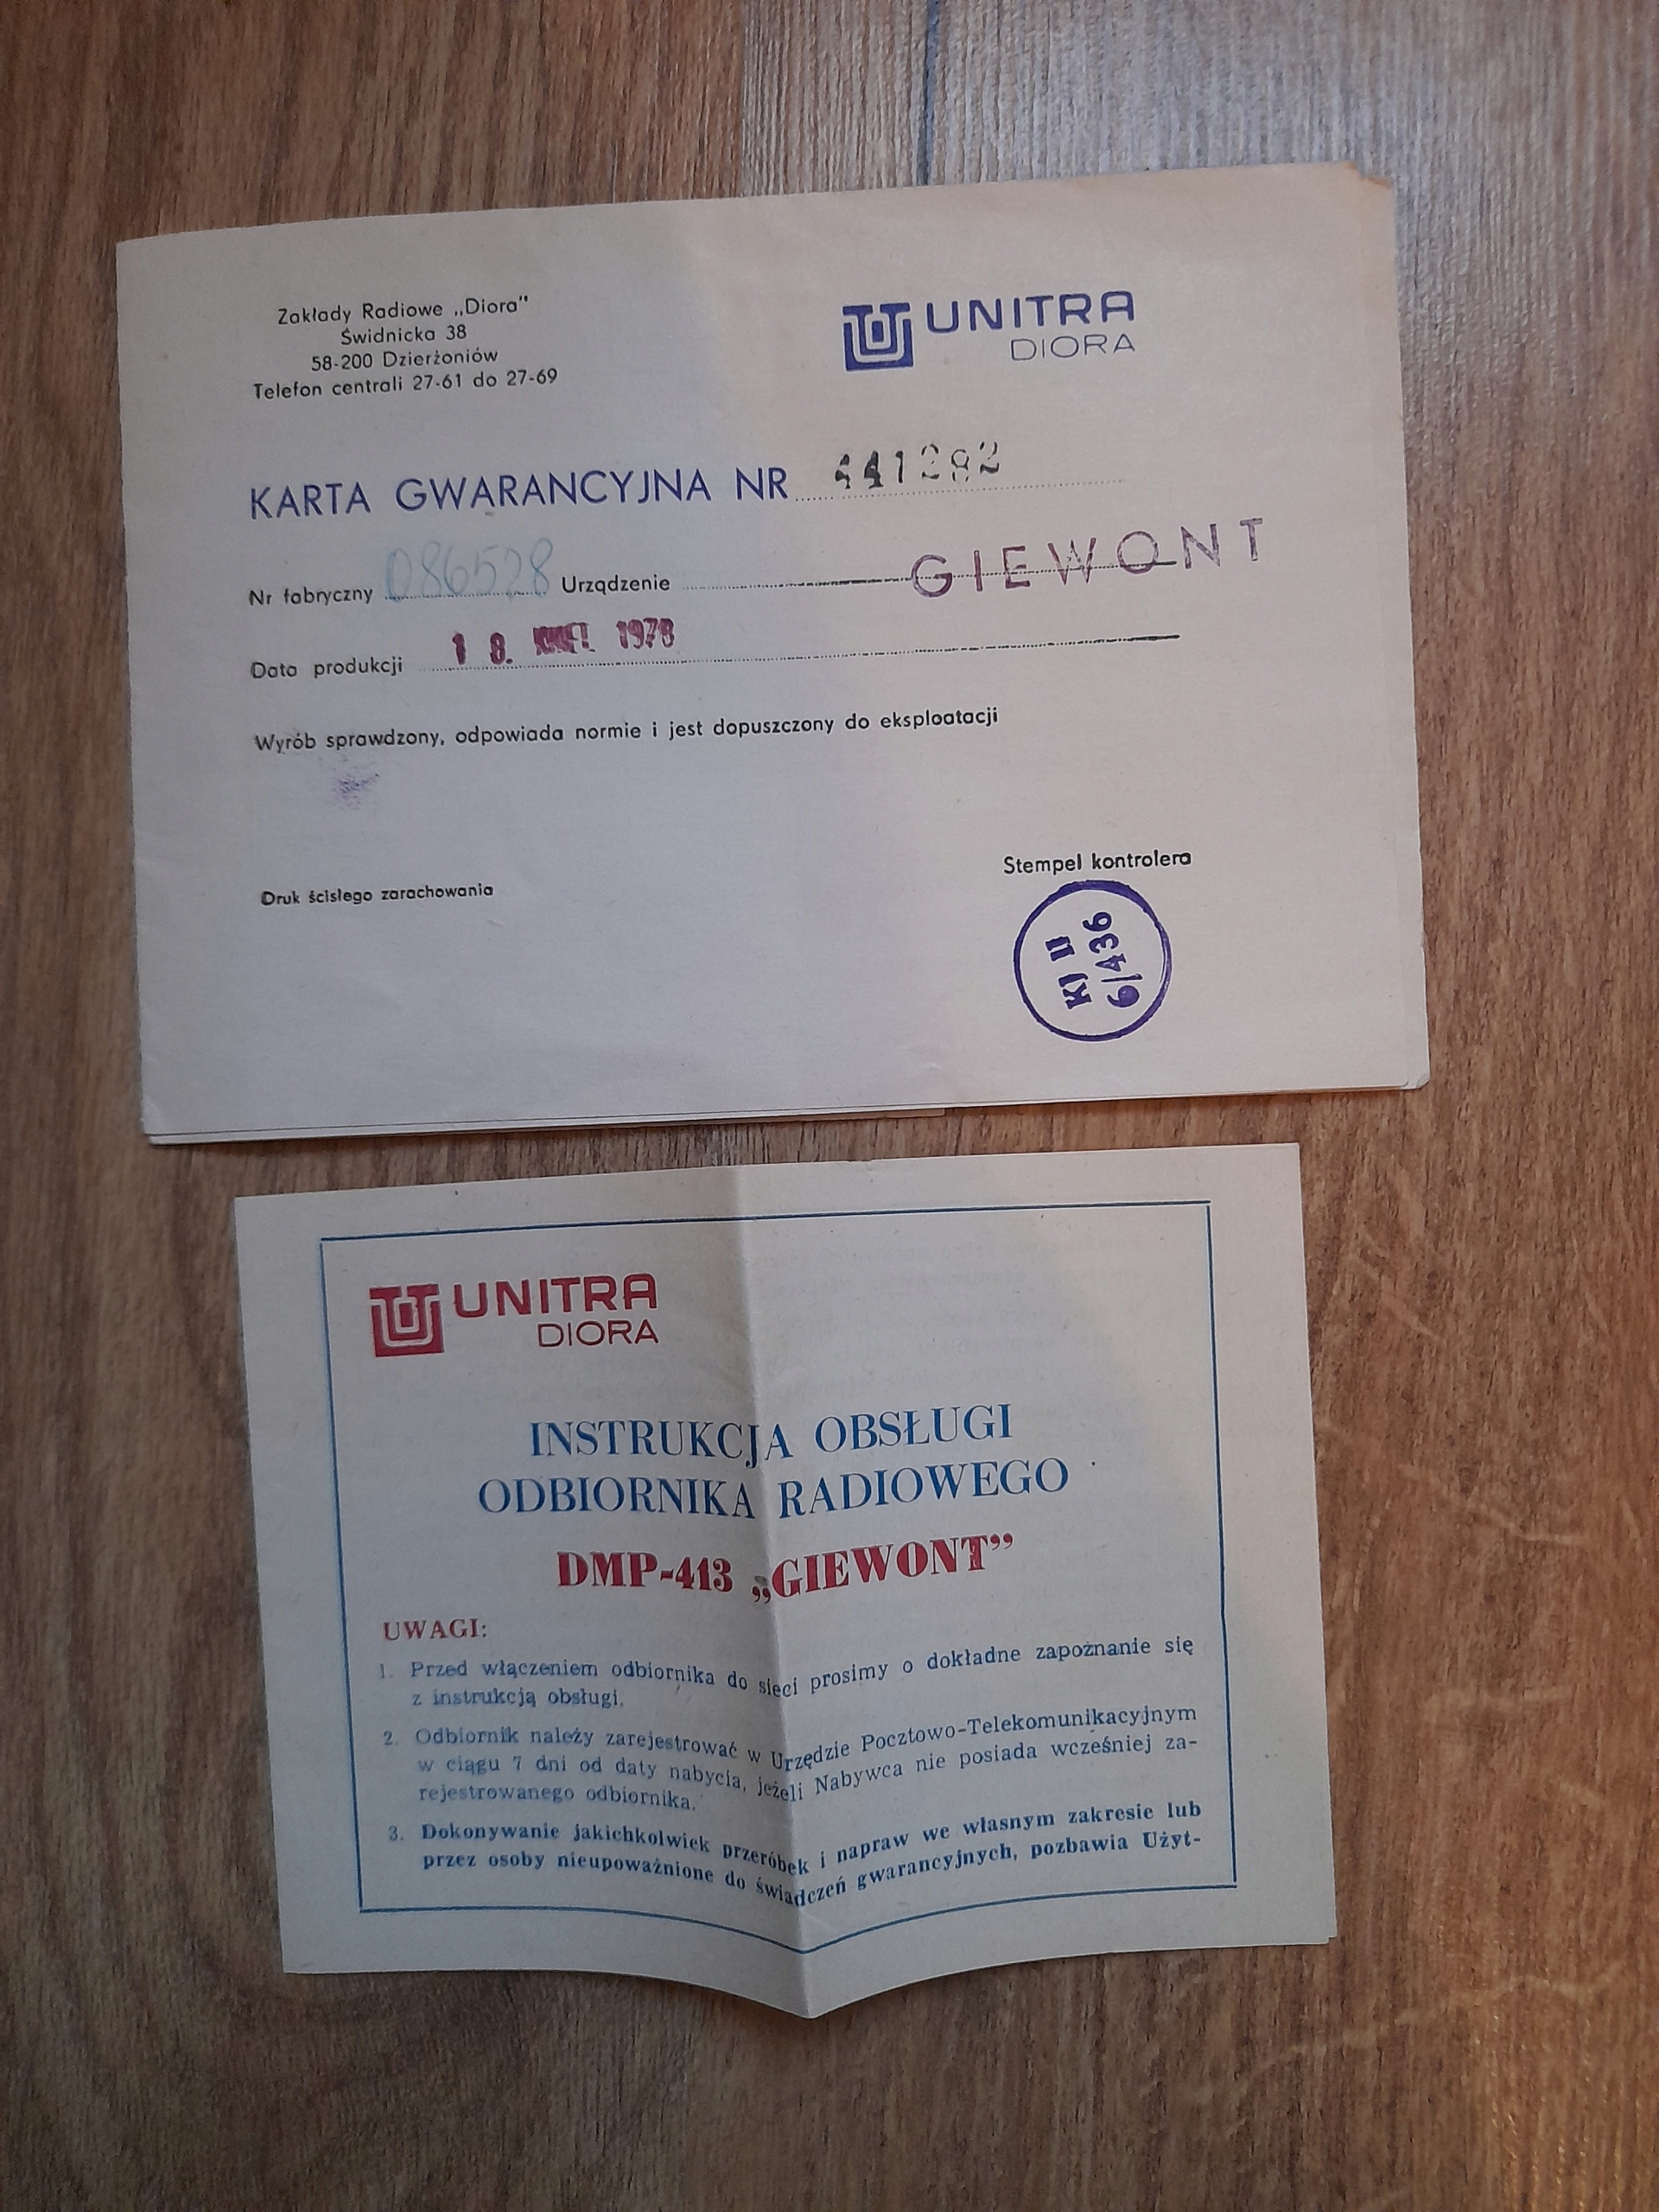 Zakłady Radiowe „Diora"
Świdnicka 38
58-200 Dzierżoniów
Telefon centrali 27-61 do 27-69
UNITRA
DIORA
KARTA GWARANCYJNA NR 441292
Nr fabryczny 086528 Urządzenie GIEWONT
Data produkcji 18. 1978
Wyrób sprawdzony, odpowiada normie i jest dopuszczony do eksploatacji
Stempel kontrolera
Druk ścisłego zarachowania
KJ II
6/436
UNITRA
DIORA
INSTRUKCJA OBSŁUGI
ODBIORNIKA RADIOWEGO
DMP-413 „GIEWONT”
UWAGI:
1. Przed włączeniem odbiornika do sieci prosimy o dokładne zapoznanie się
z instrukcją obsługi.
2. Odbiornik należy zarejestrować w Urzędzie Pocztowo-Telekomunikacyjnym
w ciągu 7 dni od daty nabycia, jeżeli Nabywca nie posiada wcześniej za-
rejestrowanego odbiornika.
3. Dokonywanie jakichkolwiek przeróbek i napraw we własnym zakresie lub
przez osoby nieupoważnione do świadczeń gwarancyjnych, pozbawia Użyt-